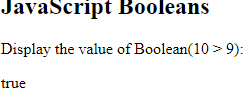 JavaScript Booleans
Display the value of Boolean(10 > 9):
true